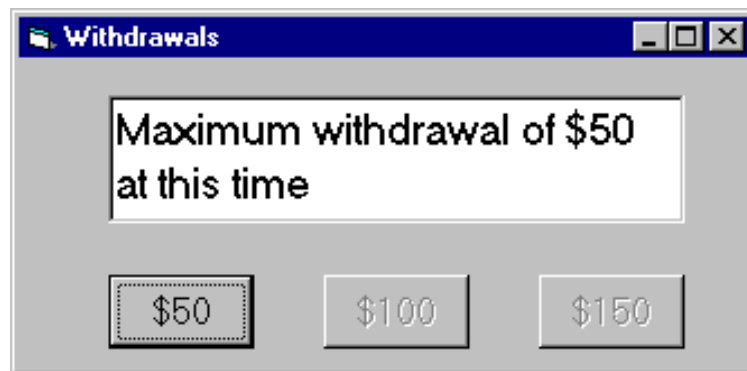 Withdrawals
Maximum withdrawal of $50
at this time
$50 $100 $150